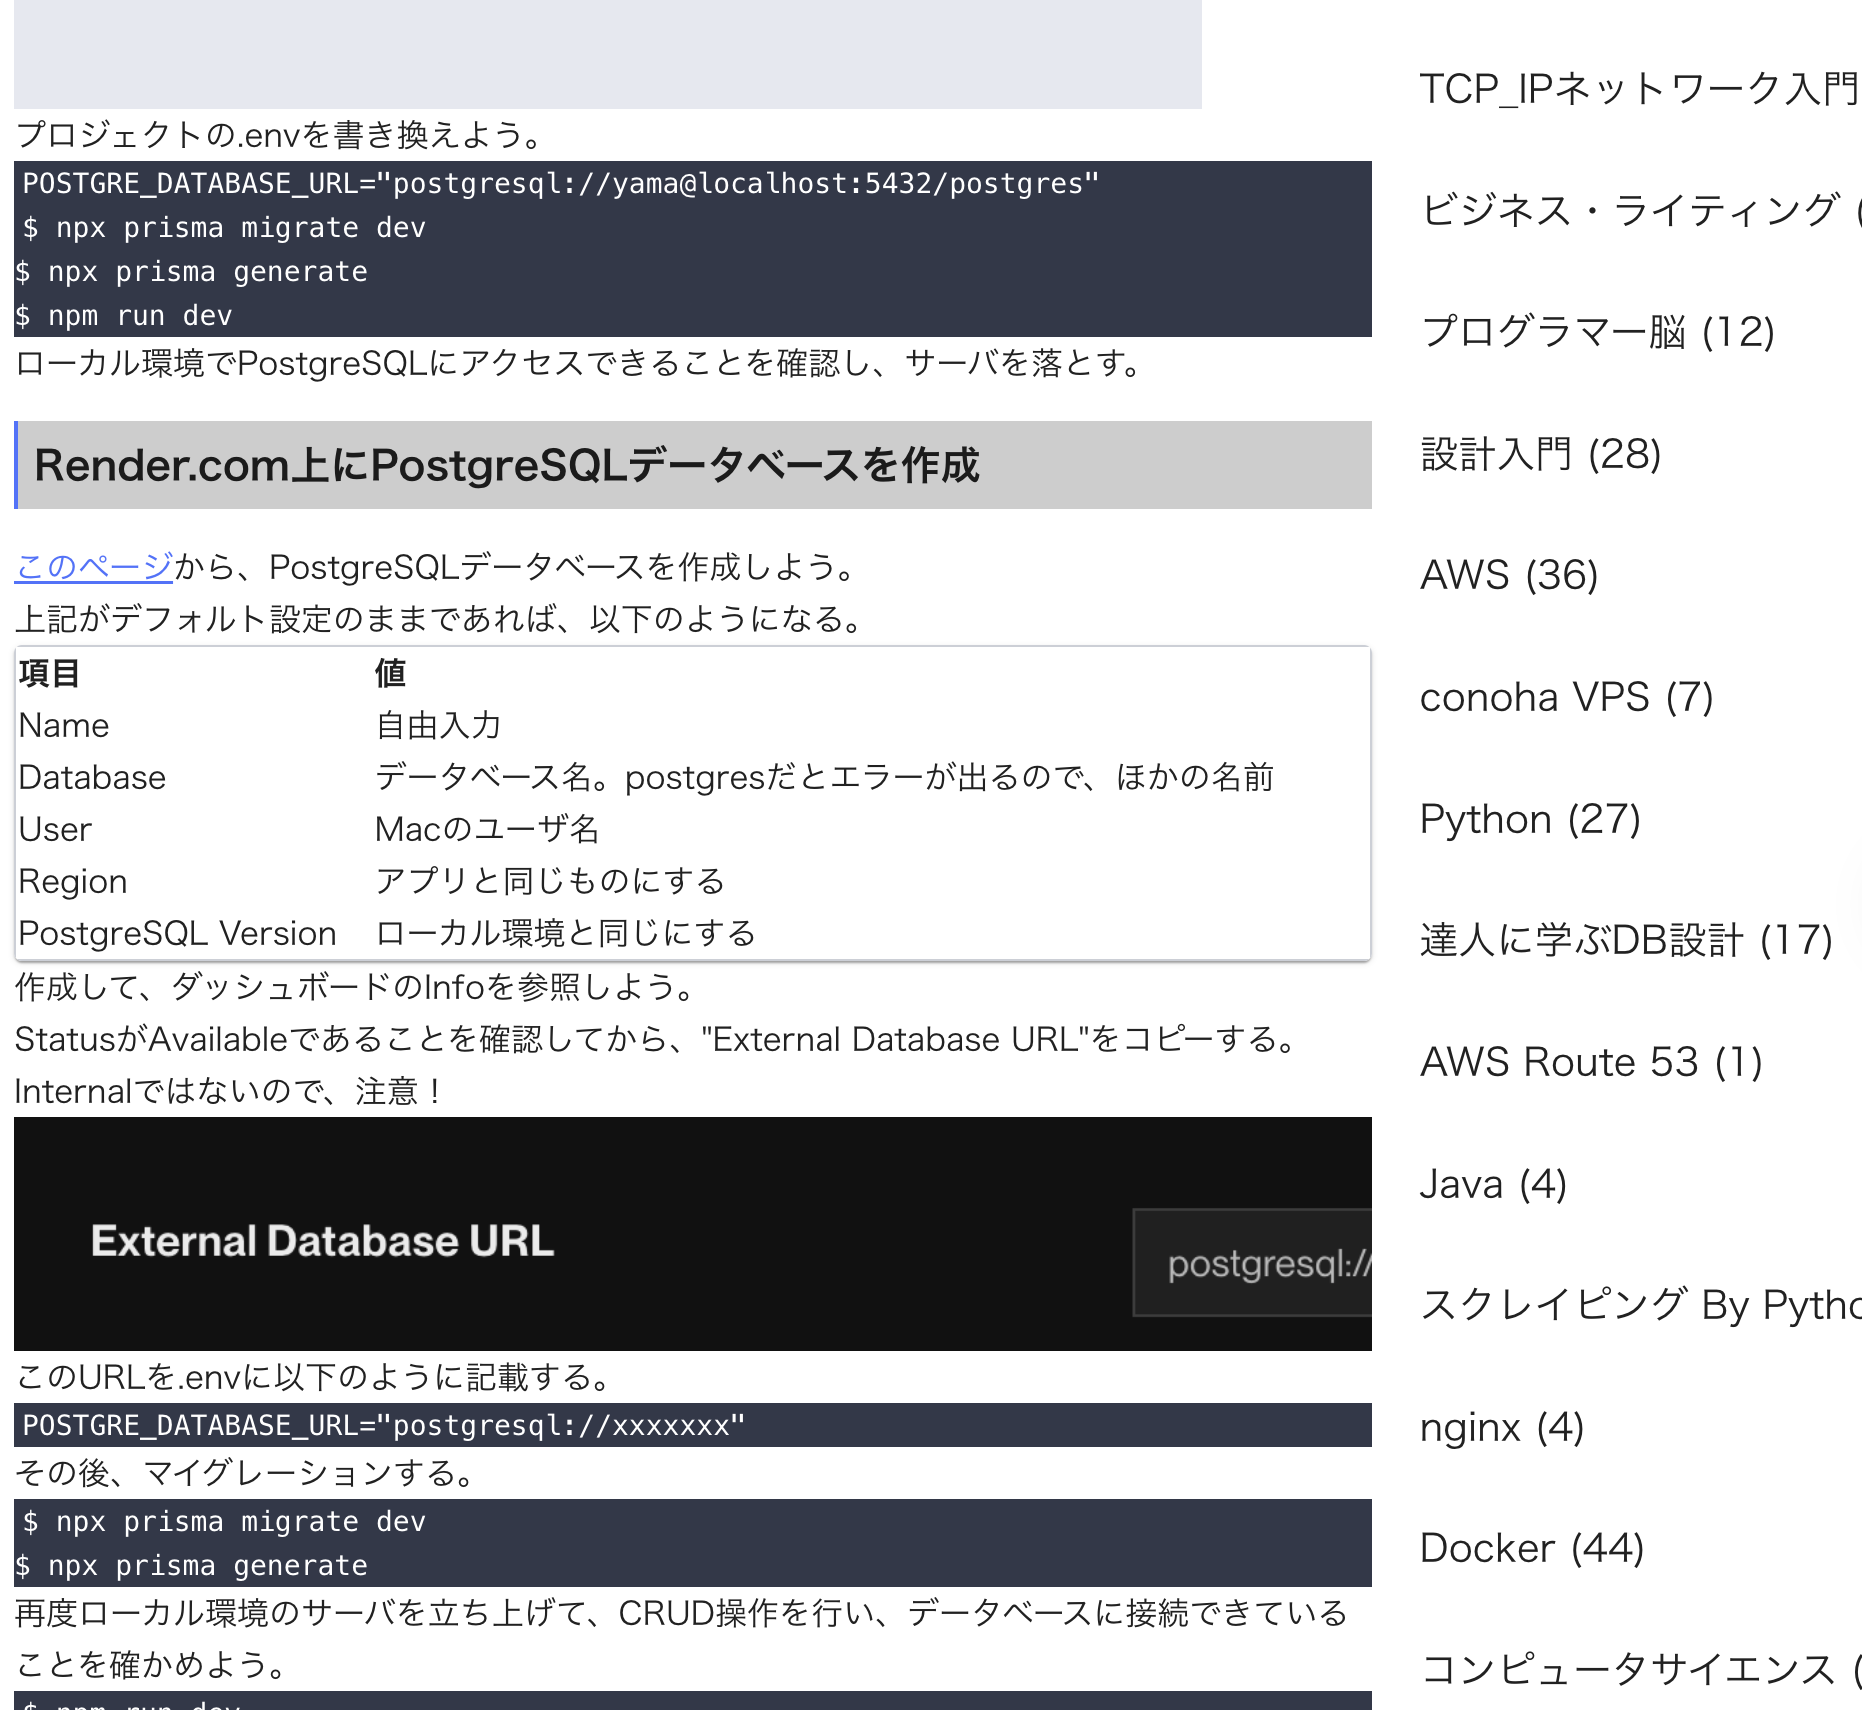 プロジェクトの.envを書き換えよう。
POSTGRE_DATABASE_URL="postgresql://yama@localhost:5432/postgres"
$ npx prisma migrate dev
$ npx prisma generate
$ npm run dev
ローカル環境でPostgreSQLにアクセスできることを確認し、サーバを落とす。
Render.com上にPostgreSQLデータベースを作成
このページから、PostgreSQLデータベースを作成しよう。
上記がデフォルト設定のままであれば、以下のようになる。
項目 値
Name 自由入力
Database データベース名。postgresだとエラーが出るので、ほかの名前
User Macのユーザ名
Region アプリと同じものにする
PostgreSQL Version ローカル環境と同じにする
作成して、ダッシュボードのInfoを参照しよう。
StatusがAvailableであることを確認してから、"External Database URL"をコピーする。
Internalではないので、注意！
External Database URL
postgresql://
このURLを.envに以下のように記載する。
POSTGRE_DATABASE_URL="postgresql://xxxxxxx"
その後、マイグレーションする。
$ npx prisma migrate dev
$ npx prisma generate
再度ローカル環境のサーバを立ち上げて、CRUD操作を行い、データベースに接続できている
ことを確かめよう。
$ npm run dev
TCP_IPネットワーク入門
ビジネス・ライティング (
プログラマー脳 (12)
設計入門 (28)
AWS (36)
conoha VPS (7)
Python (27)
達人に学ぶDB設計 (17)
AWS Route 53 (1)
Java (4)
スクレイピング By Pytho
nginx (4)
Docker (44)
コンピュータサイエンス (